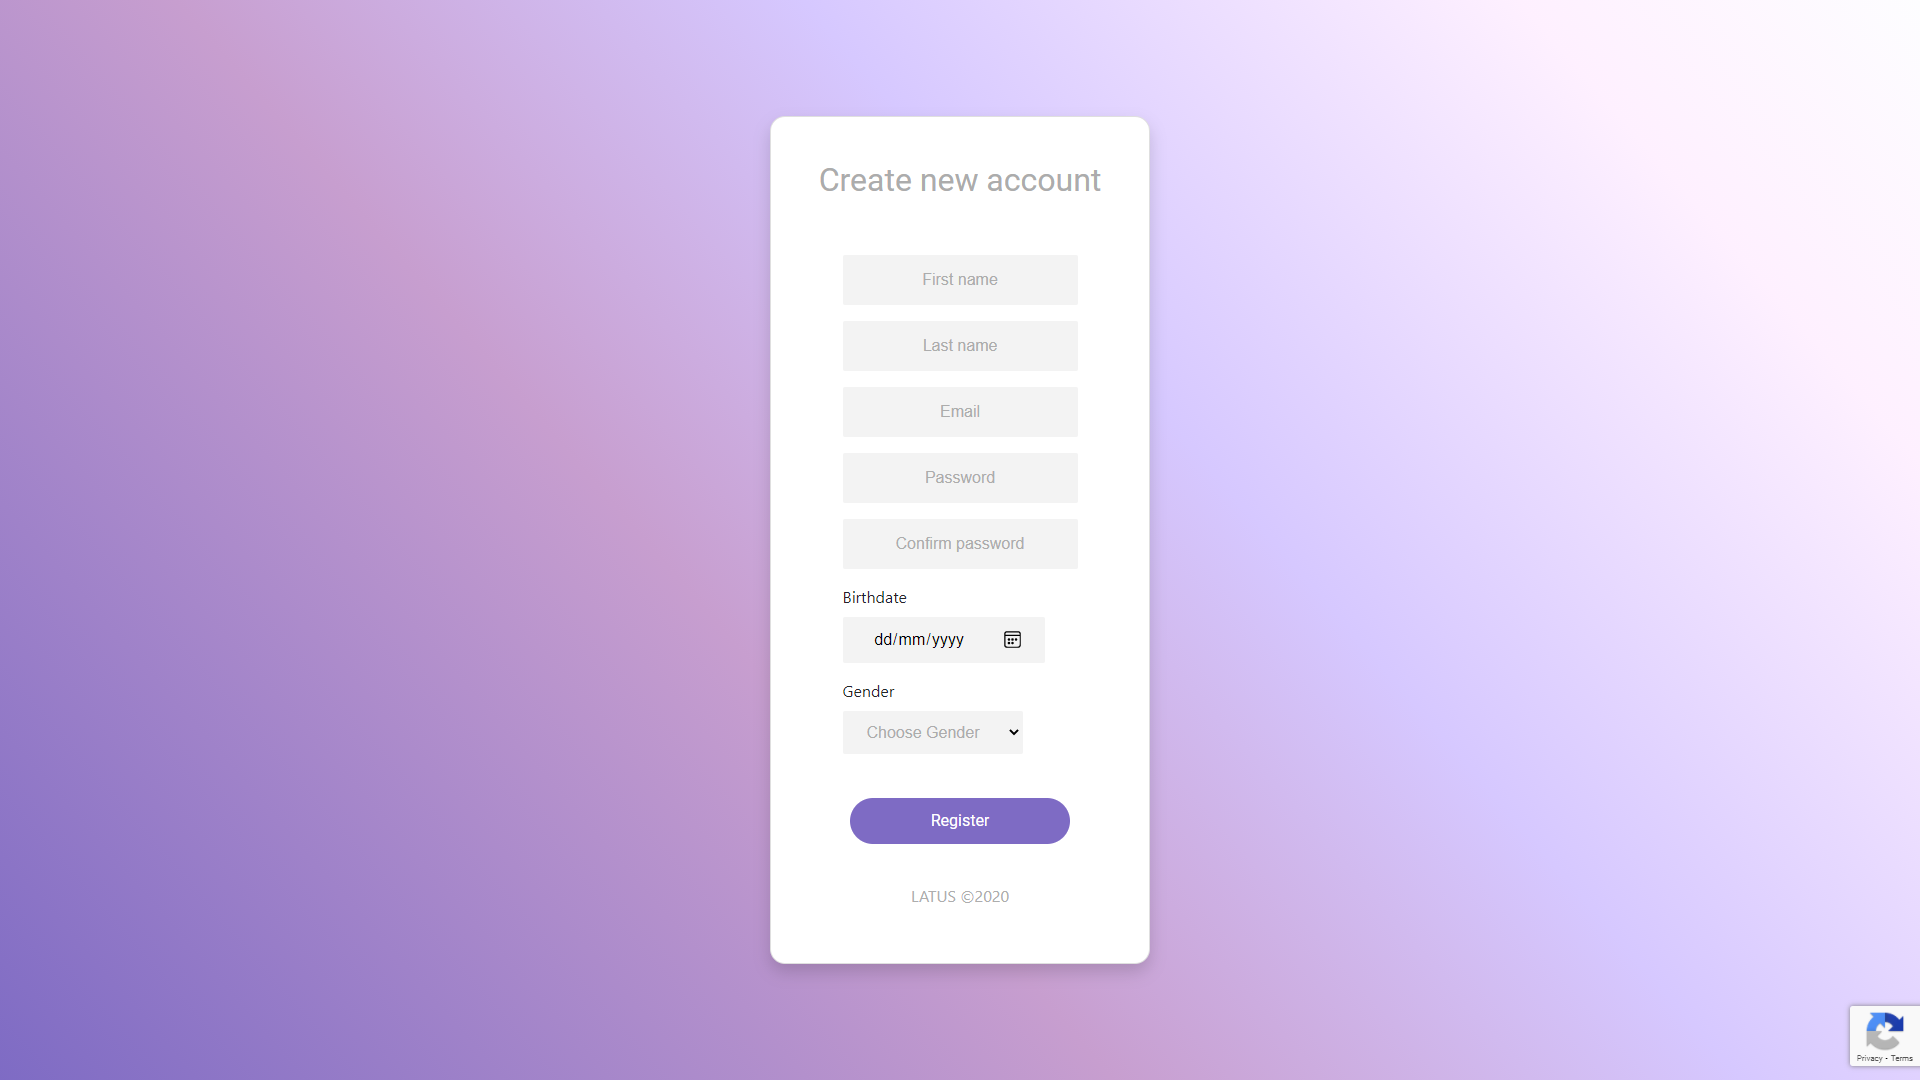 Create new account
First name
Last name
Email
Password
Confirm password
Birthdate
dd/mm/yyyy
Gender
Choose Gender
Register
LATUS ©2020
Privacy - Terms